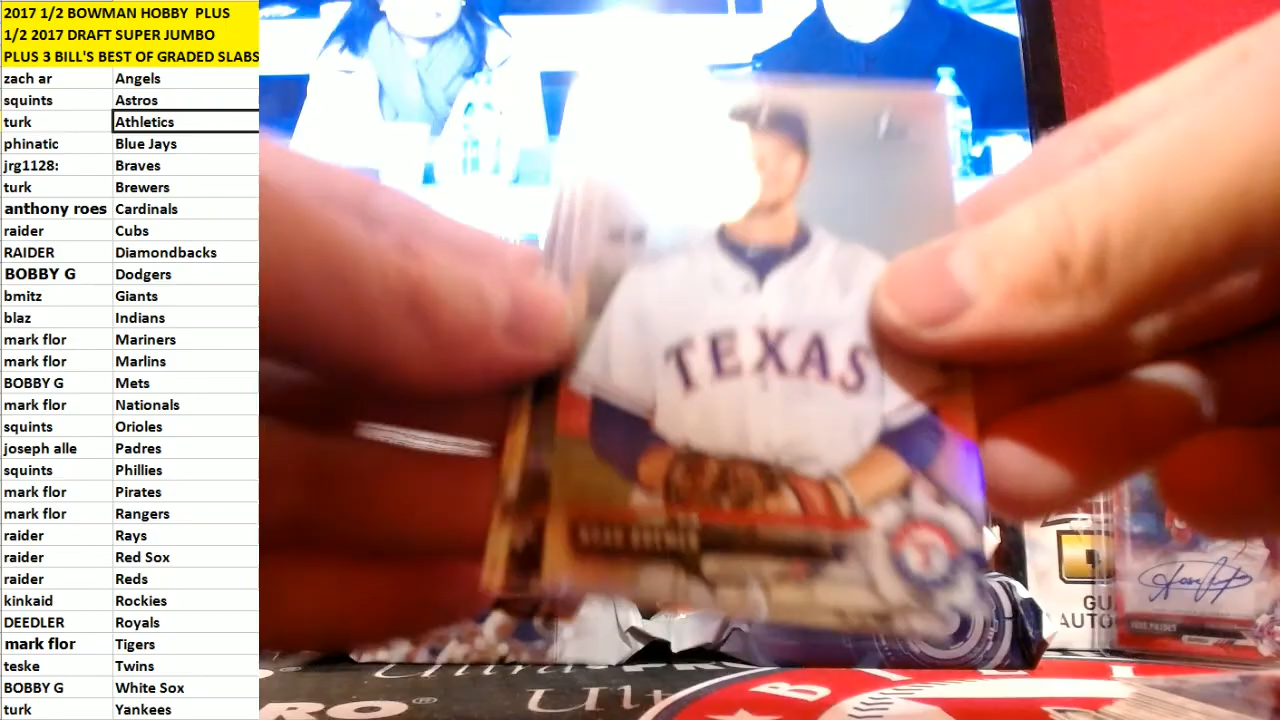 2017 1/2 BOWMAN HOBBY PLUS
1/2 2017 DRAFT SUPER JUMBO
PLUS 3 BILL'S BEST OF GRADED SLABS
zach ar Angels
squints Astros
turk Athletics
phinatic Blue Jays
jrg1128: Braves
turk Brewers
anthony roes Cardinals
raider Cubs
RAIDER Diamondbacks
BOBBY G Dodgers
bmitz Giants
blaz Indians
mark flor Mariners
mark flor Marlins
BOBBY G Mets
mark flor Nationals
squints Orioles
joseph alle Padres
squints Phillies
mark flor Pirates
mark flor Rangers
raider Rays
raider Red Sox
raider Reds
kinkaid Rockies
DEEDLER Royals
mark flor Tigers
teske Twins
BOBBY G White Sox
turk Yankees
TEXAS